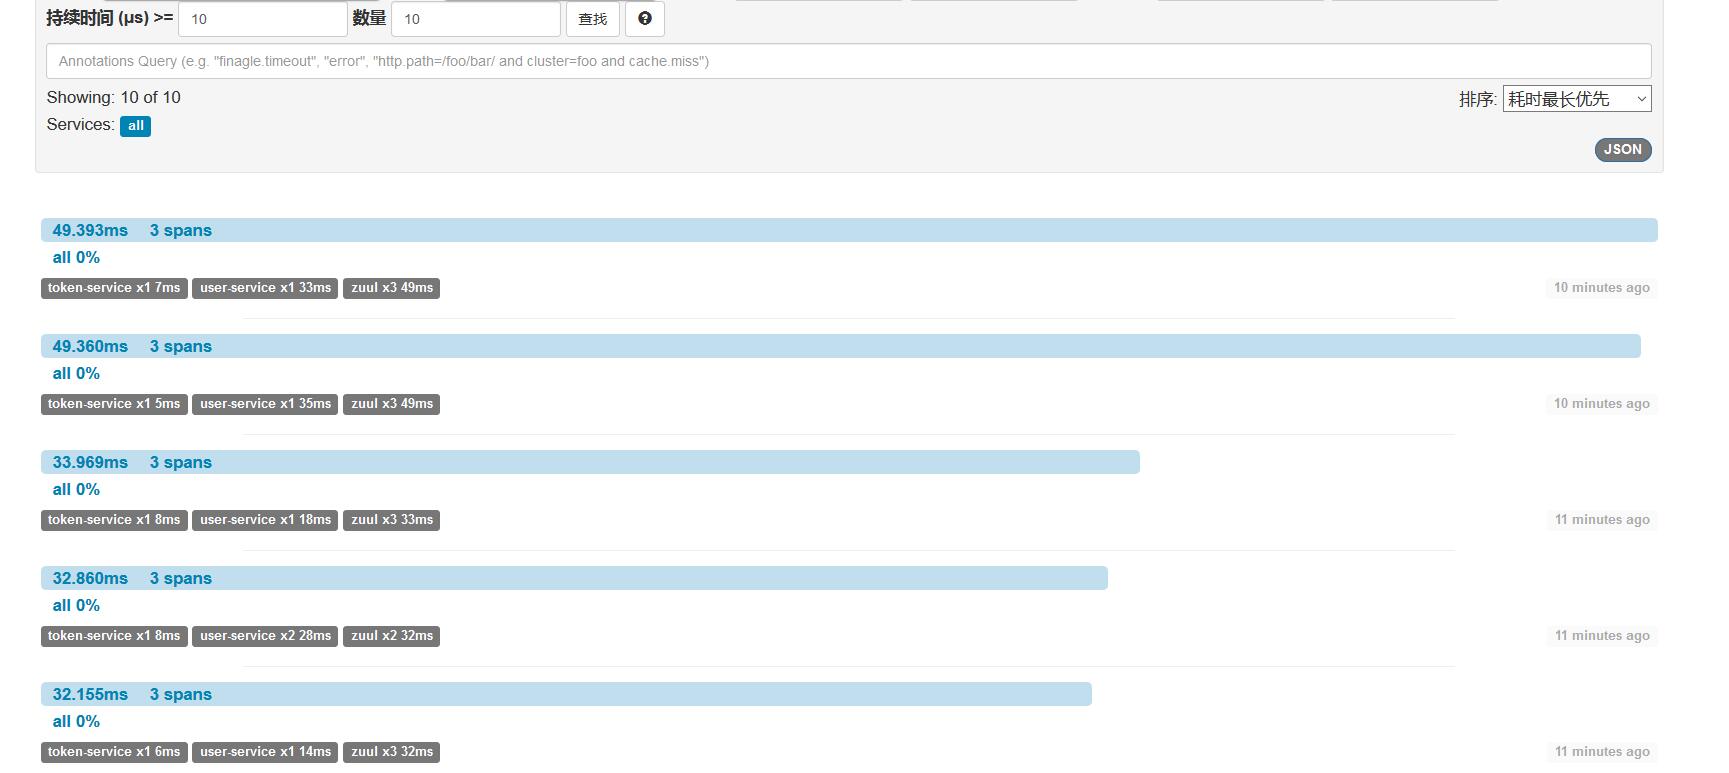 持续时间 (μs) >= 10 数量 10 查找
Annotations Query (e.g. "finagle.timeout", "error", "http.path=/foo/bar/ and cluster=foo and cache.miss")
Showing: 10 of 10 排序: 耗时最长优先
Services: all
JSON
49.393ms 3 spans
all 0%
token-service x1 7ms user-service x1 33ms zuul x3 49ms 10 minutes ago
49.360ms 3 spans
all 0%
token-service x1 5ms user-service x1 35ms zuul x3 49ms 10 minutes ago
33.969ms 3 spans
all 0%
token-service x1 8ms user-service x1 18ms zuul x3 33ms 11 minutes ago
32.860ms 3 spans
all 0%
token-service x1 8ms user-service x2 28ms zuul x2 32ms 11 minutes ago
32.155ms 3 spans
all 0%
token-service x1 6ms user-service x1 14ms zuul x3 32ms 11 minutes ago